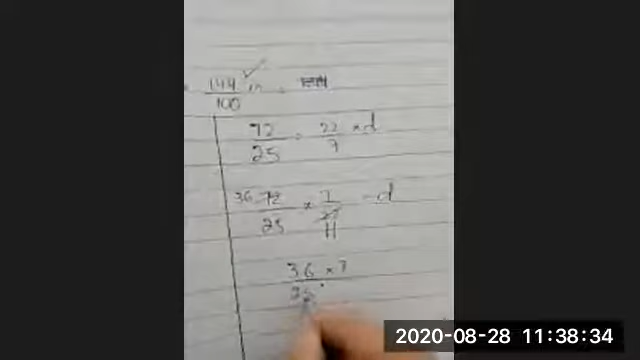 144/100 m
72/25 = 22/7 × d
36 72/25 × 7/22 11 = d
36 × 7
25
2020-08-28 11:38:34